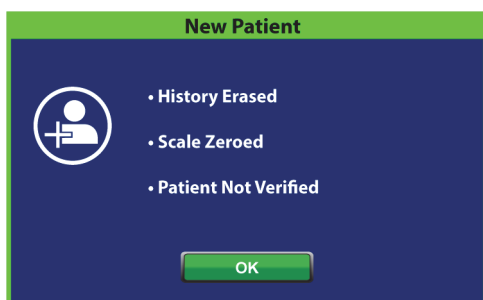 New Patient
• History Erased
• Scale Zeroed
• Patient Not Verified
OK